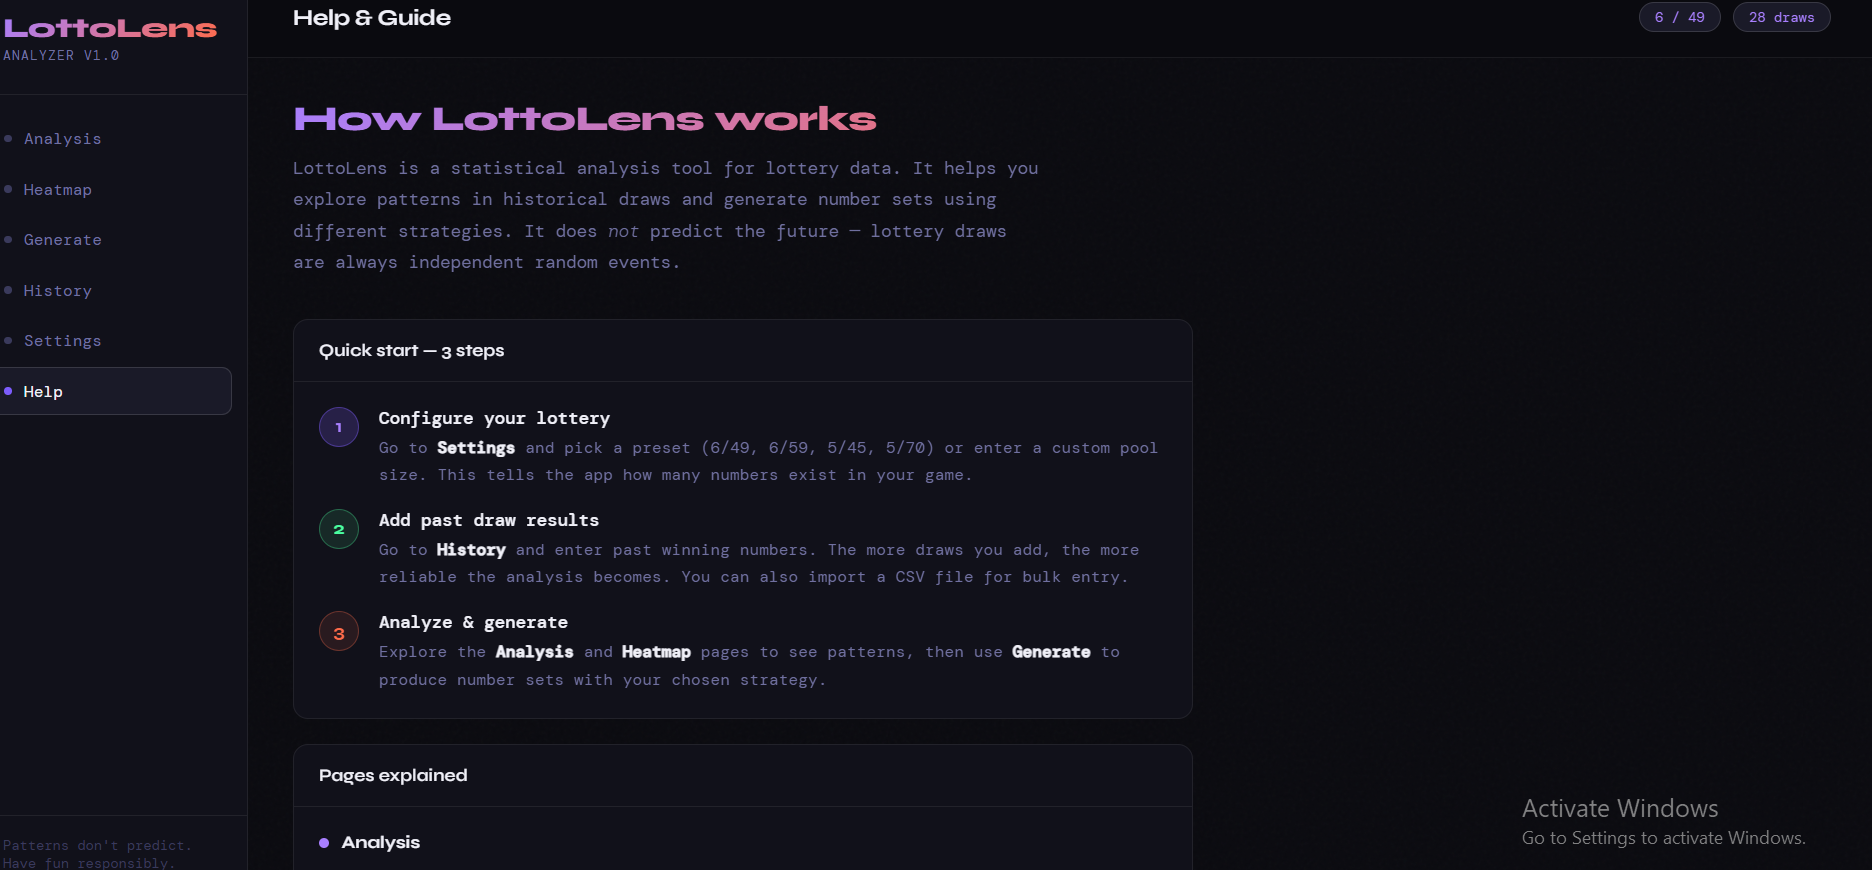 LottoLens
ANALYZER V1.0
Analysis
Heatmap
Generate
History
Settings
Help
Patterns don't predict.
Have fun responsibly.
Help & Guide
6 / 49
28 draws
How LottoLens works
LottoLens is a statistical analysis tool for lottery data. It helps you
explore patterns in historical draws and generate number sets using
different strategies. It does not predict the future — lottery draws
are always independent random events.
Quick start — 3 steps
1
Configure your lottery
Go to Settings and pick a preset (6/49, 6/59, 5/45, 5/70) or enter a custom pool
size. This tells the app how many numbers exist in your game.
2
Add past draw results
Go to History and enter past winning numbers. The more draws you add, the more
reliable the analysis becomes. You can also import a CSV file for bulk entry.
3
Analyze & generate
Explore the Analysis and Heatmap pages to see patterns, then use Generate to
produce number sets with your chosen strategy.
Pages explained
Analysis
Activate Windows
Go to Settings to activate Windows.